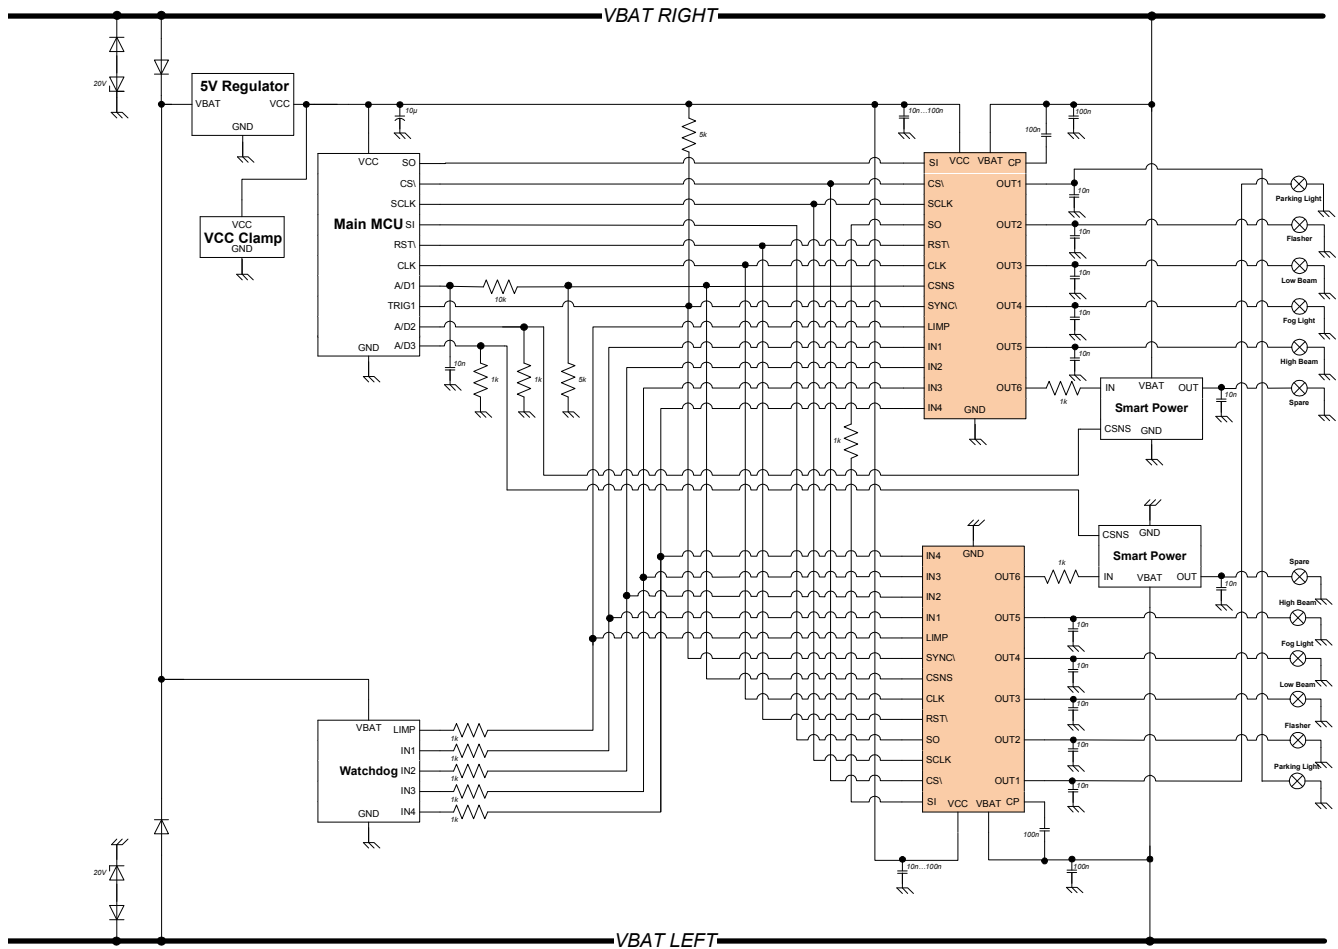 VBAT RIGHT
20V
5V Regulator
VBAT
VCC
GND
VCC
VCC Clamp
GND
10µ
5k
10n...100n
100n
100n
VCC
SO
CS\
SCLK
Main MCU
SI
RST\
CLK
A/D1
TRIG1
A/D2
A/D3
GND
10k
10n
1k
1k
5k
1k
SI
VCC
VBAT
CP
CS\
SCLK
SO
RST\
CLK
CSNS
SYNC\
LIMP
IN1
IN2
IN3
IN4
GND
OUT1
OUT2
OUT3
OUT4
OUT5
OUT6
10n
10n
10n
10n
10n
1k
IN
VBAT
OUT
Smart Power
CSNS
GND
10n
Parking Light
Flasher
Low Beam
Fog Light
High Beam
Spare
CSNS
GND
Smart Power
IN
VBAT
OUT
10n
1k
GND
IN4
IN3
IN2
IN1
LIMP
SYNC\
CSNS
CLK
RST\
SO
SCLK
CS\
SI
VCC
VBAT
CP
OUT6
OUT5
OUT4
OUT3
OUT2
OUT1
10n
10n
10n
10n
10n
Spare
High Beam
Fog Light
Low Beam
Flasher
Parking Light
100n
10n...100n
100n
VBAT
LIMP
IN1
Watchdog
IN2
IN3
IN4
GND
1k
1k
1k
1k
1k
20V
VBAT LEFT